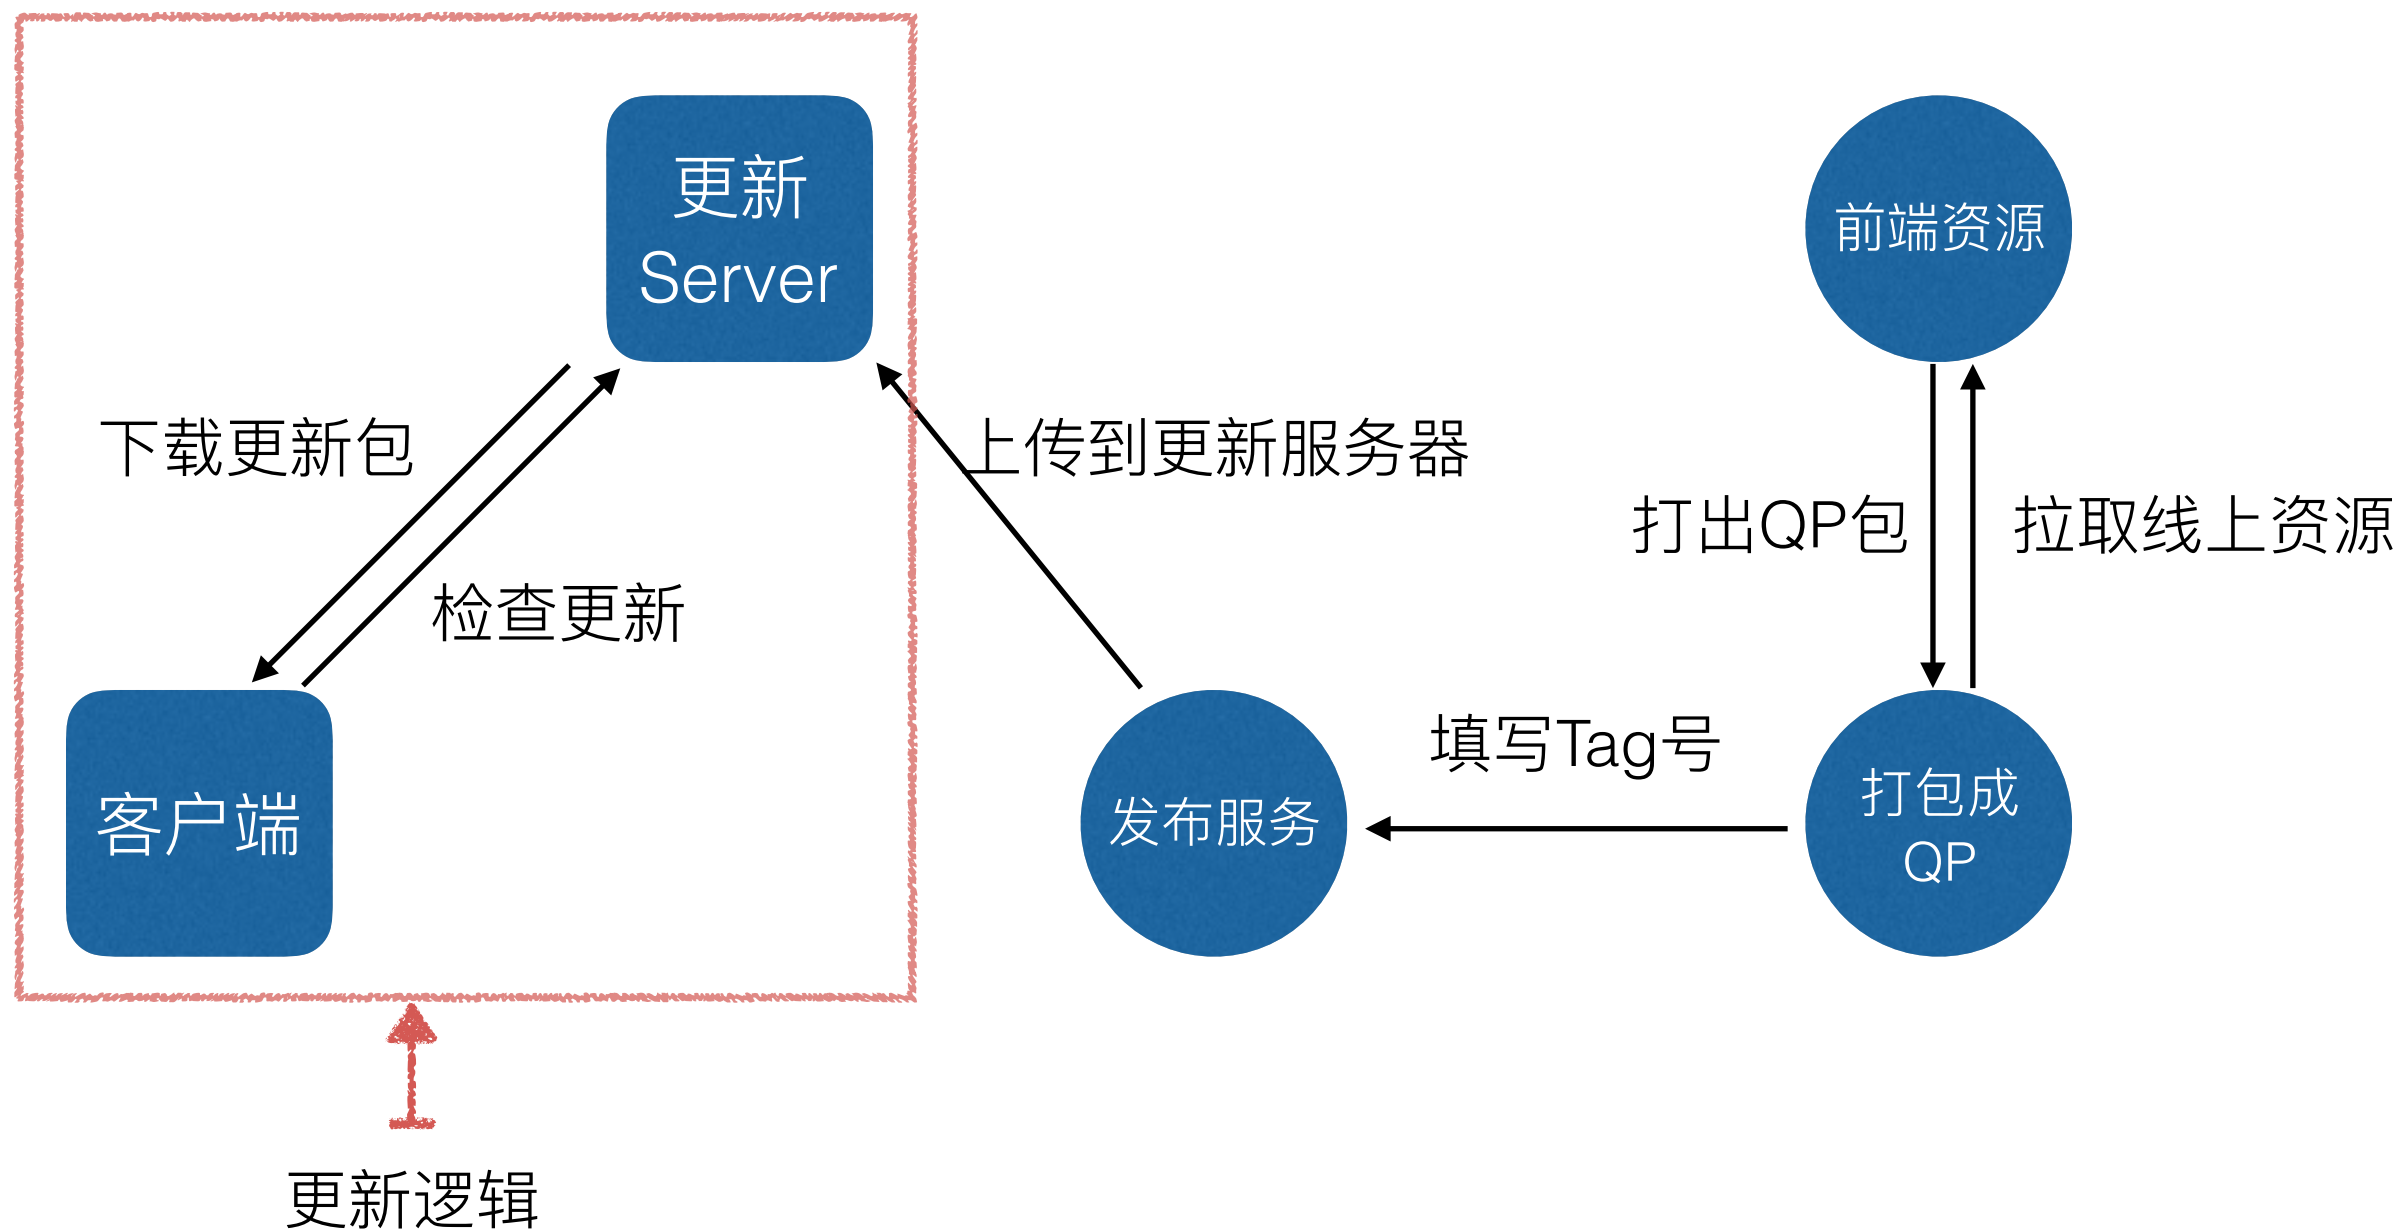 更新
Server
前端资源
下载更新包
上传到更新服务器
打出QP包
拉取线上资源
检查更新
填写Tag号
客户端
发布服务
打包成
QP
更新逻辑